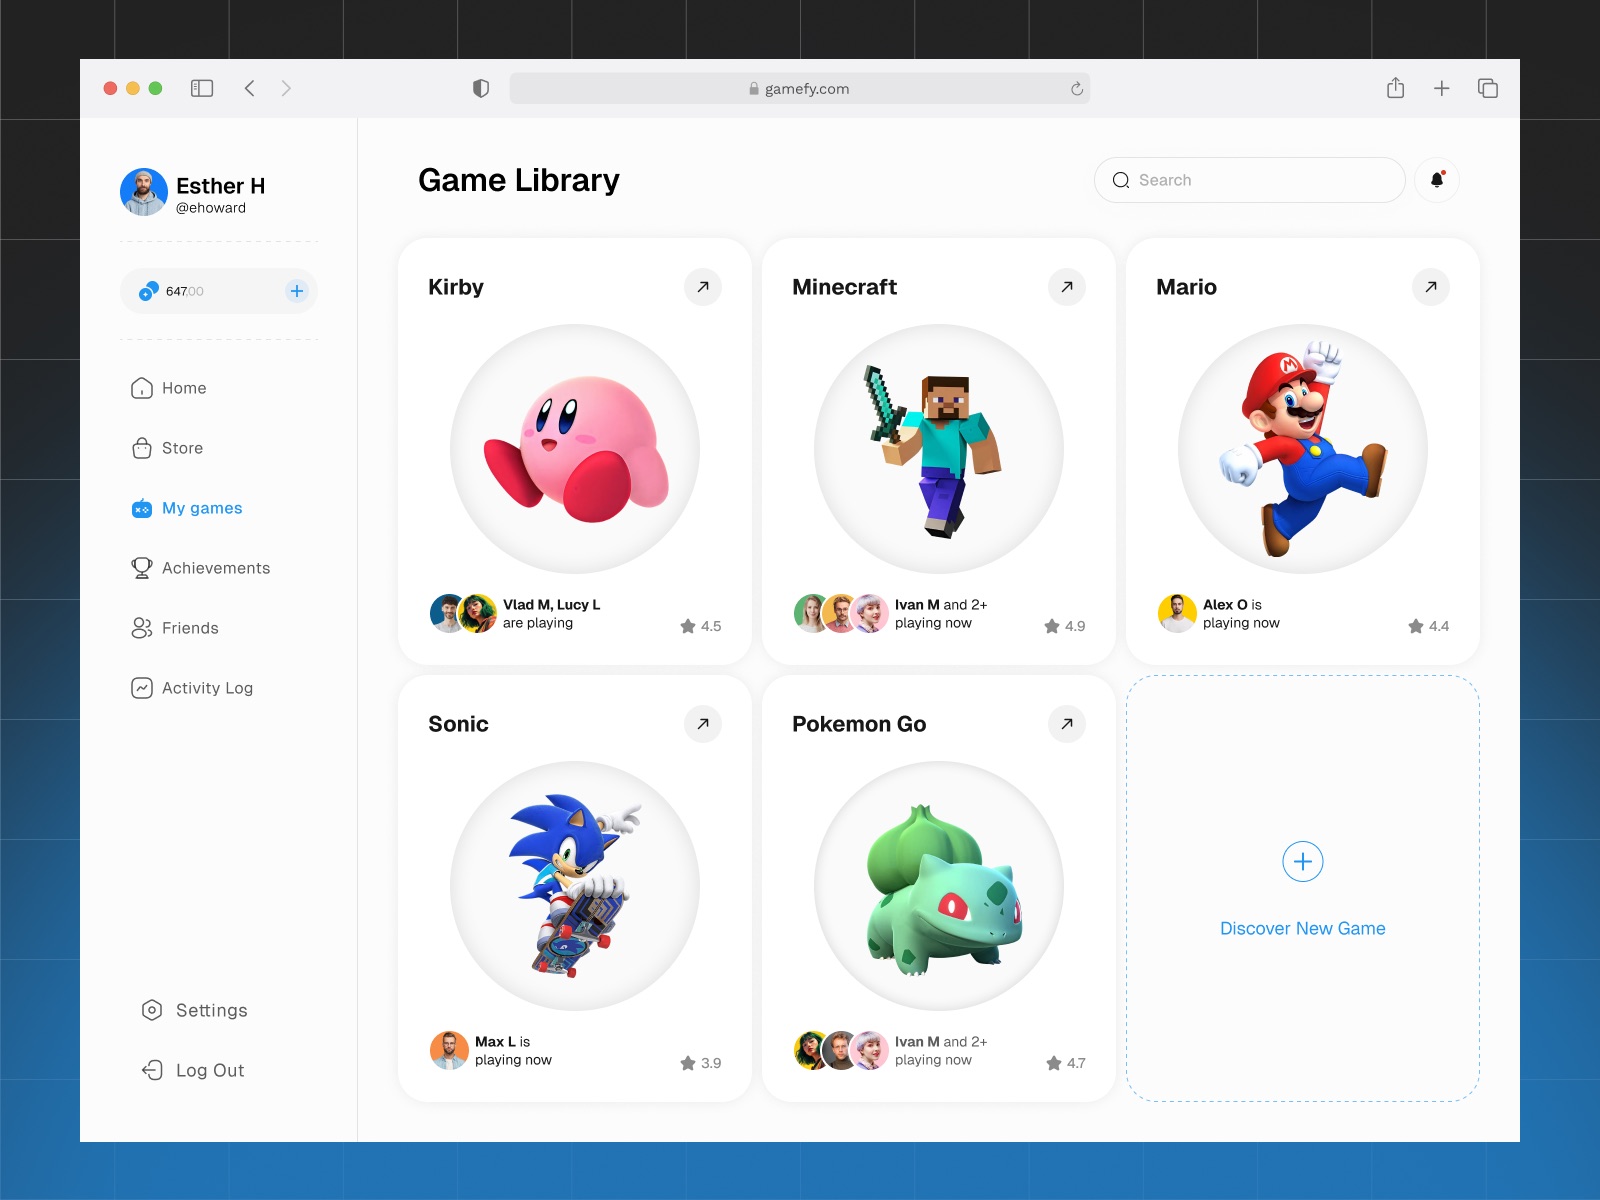 gamefy.com
Esther H
@ehoward
647,00
Home
Store
My games
Achievements
Friends
Activity Log
Settings
Log Out
Game Library
Search
Kirby
Vlad M, Lucy L
are playing
4.5
Minecraft
Ivan M and 2+
playing now
4.9
Mario
M
Alex O is
playing now
4.4
Sonic
Max L is
playing now
3.9
Pokemon Go
Ivan M and 2+
playing now
4.7
Discover New Game